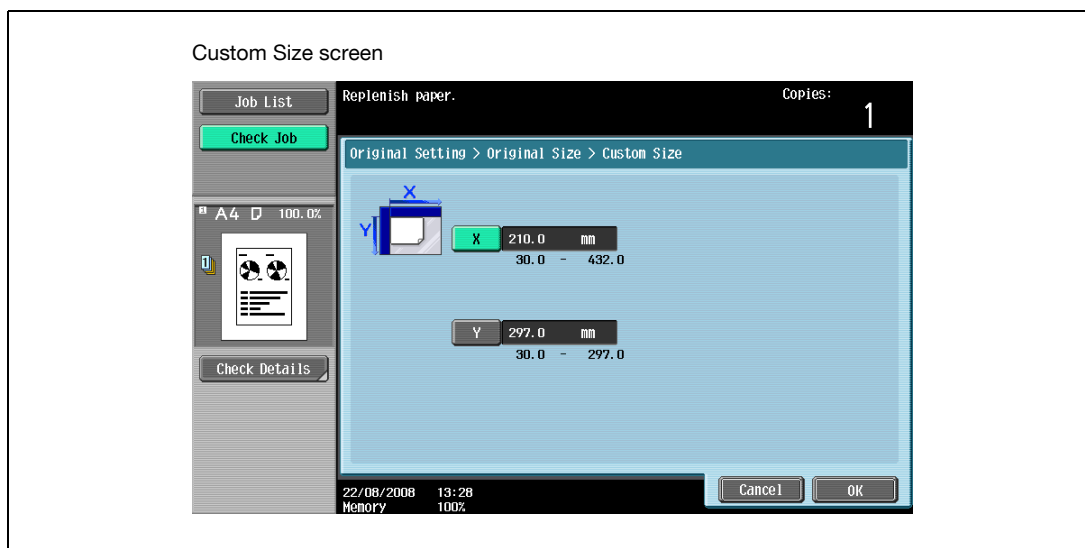 Custom Size screen
Job List
Check Job
Replenish paper.
Copies:
1
Original Setting > Original Size > Custom Size
A4 100.0%
1
X
Y
X 210.0 mm
30.0 - 432.0
Y 297.0 mm
30.0 - 297.0
Check Details
22/08/2008 13:28
Memory 100%
Cancel
OK